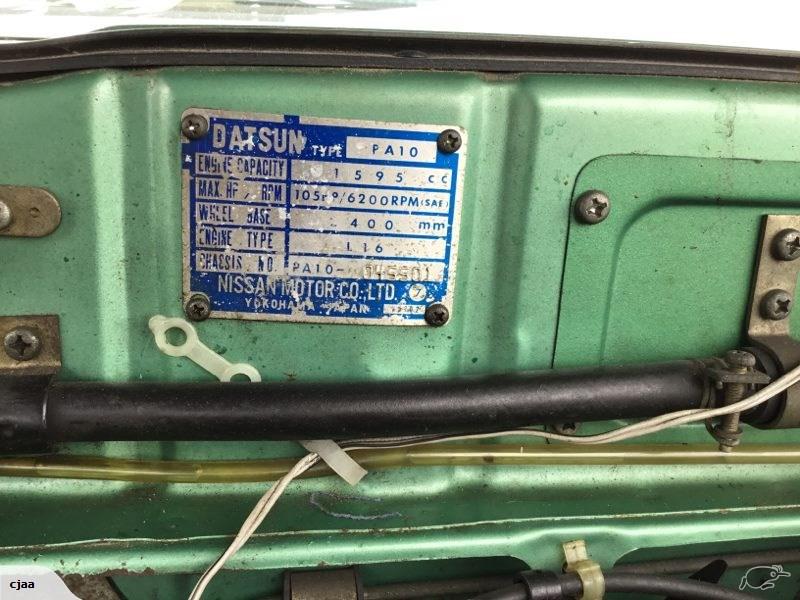 DATSUN TYPE PA10
ENGINE CAPACITY 1595 cc
MAX. HP RPM 105HP/6200RPM(SAE)
WHEEL BASE 400 mm
ENGINE TYPE L16
CHASSIS NO. PA10-
NISSAN MOTOR CO., LTD.
YOKOHAMA JAPAN
cjaa